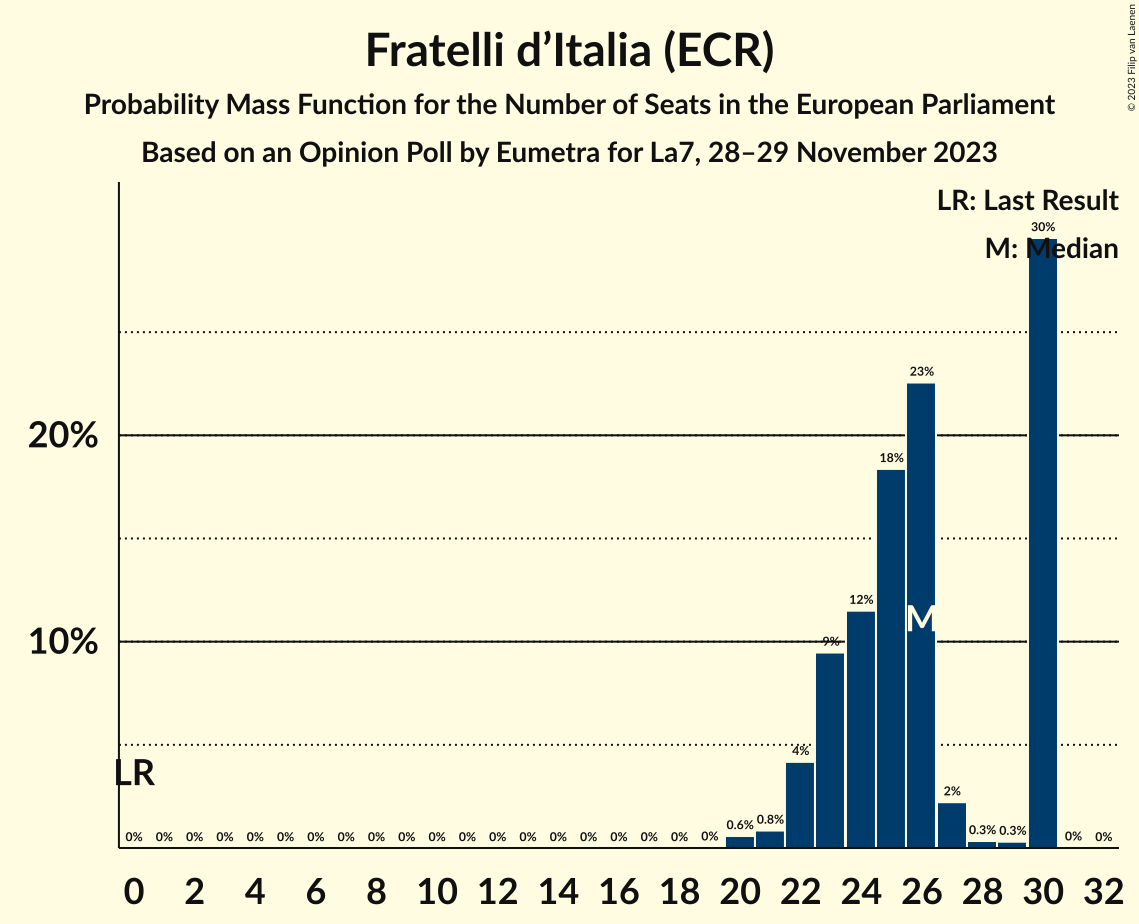 Fratelli d’Italia (ECR)
Probability Mass Function for the Number of Seats in the European Parliament
Based on an Opinion Poll by Eumetra for La7, 28–29 November 2023
© 2023 Filip van Laenen
LR: Last Result
M: Median
20%
10%
LR
M
0% 0% 0% 0% 0% 0% 0% 0% 0% 0% 0% 0% 0% 0% 0% 0% 0% 0% 0% 0% 0.6% 0.8% 4% 9% 12% 18% 23% 2% 0.3% 0.3% 30% 0% 0%
0 2 4 6 8 10 12 14 16 18 20 22 24 26 28 30 32